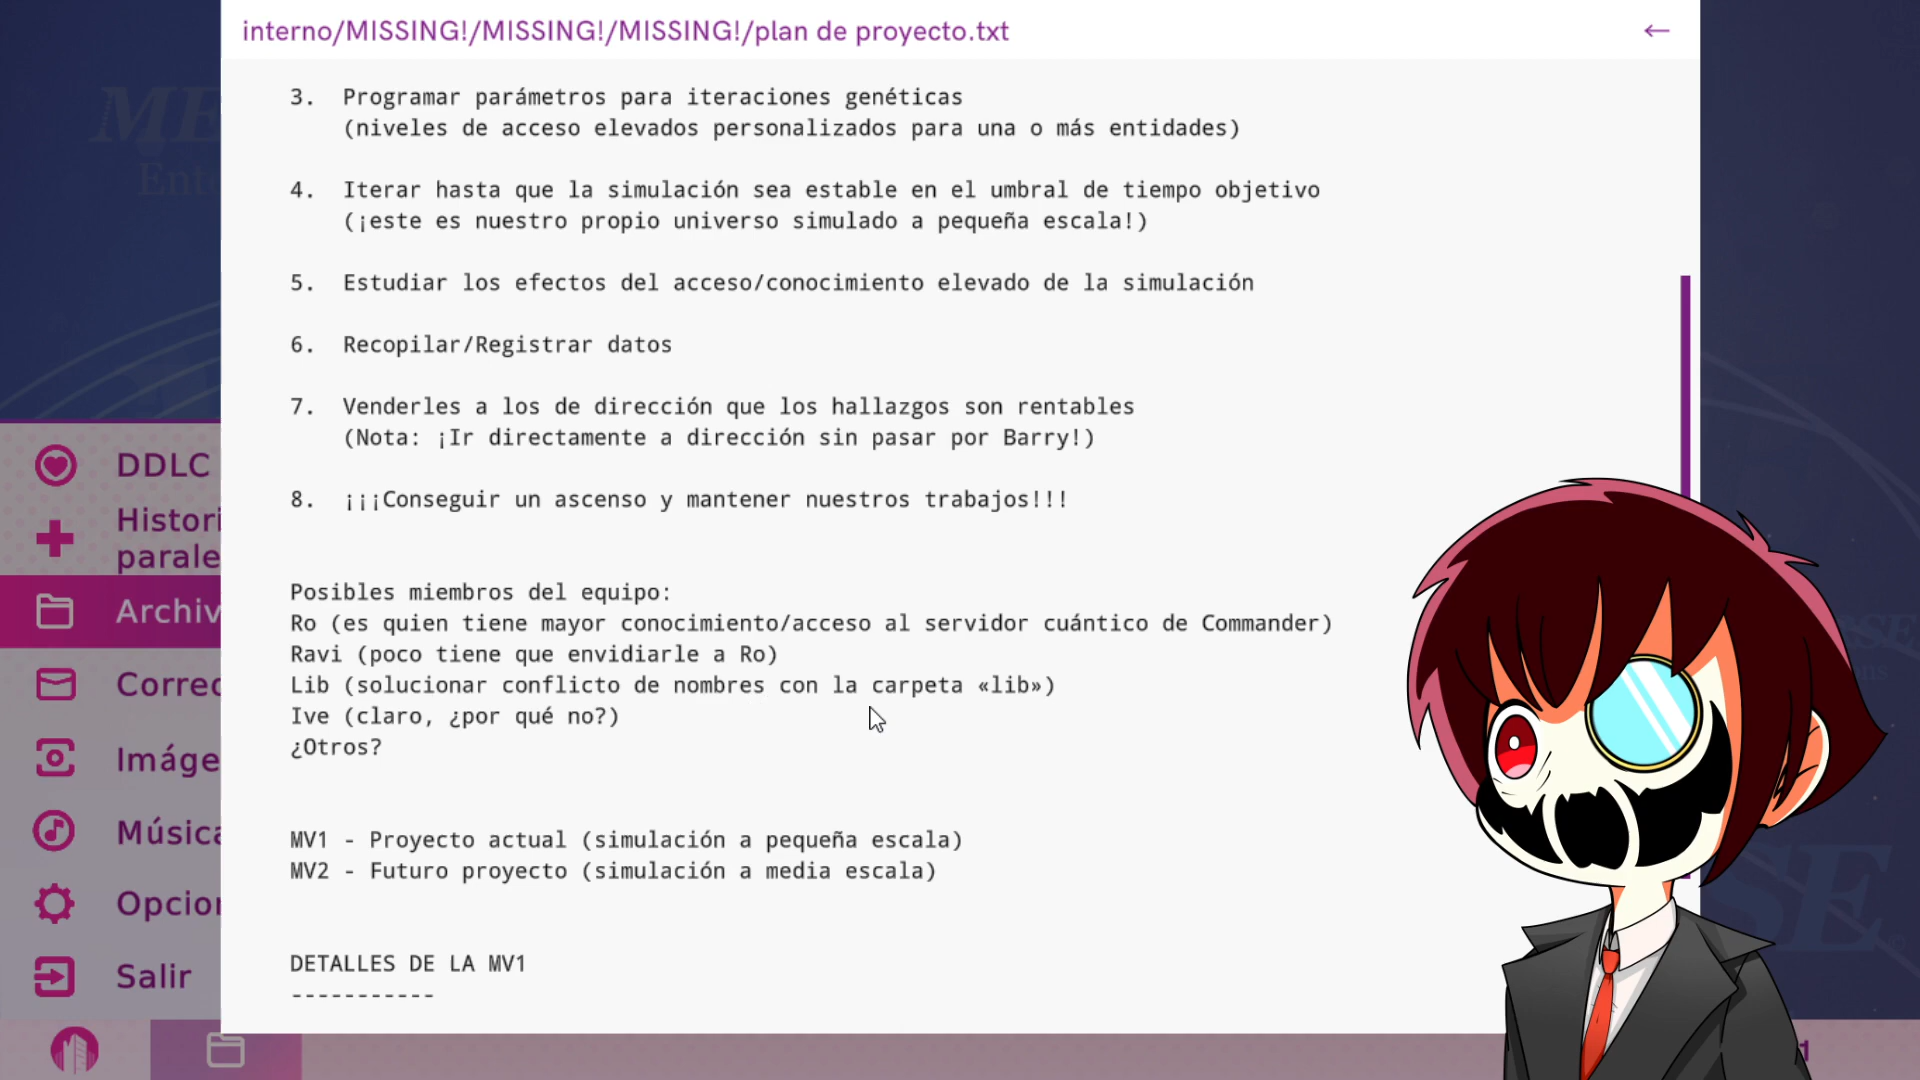 interno/MISSING!/MISSING!/MISSING!/plan de proyecto.txt
←
3. Programar parámetros para iteraciones genéticas
(niveles de acceso elevados personalizados para una o más entidades)
4. Iterar hasta que la simulación sea estable en el umbral de tiempo objetivo
(¡este es nuestro propio universo simulado a pequeña escala!)
5. Estudiar los efectos del acceso/conocimiento elevado de la simulación
6. Recopilar/Registrar datos
7. Venderles a los de dirección que los hallazgos son rentables
(Nota: ¡Ir directamente a dirección sin pasar por Barry!)
8. ¡¡¡Conseguir un ascenso y mantener nuestros trabajos!!!
Posibles miembros del equipo:
Ro (es quien tiene mayor conocimiento/acceso al servidor cuántico de Commander)
Ravi (poco tiene que envidiarle a Ro)
Lib (solucionar conflicto de nombres con la carpeta «lib»)
Ive (claro, ¿por qué no?)
¿Otros?
MV1 - Proyecto actual (simulación a pequeña escala)
MV2 - Futuro proyecto (simulación a media escala)
DETALLES DE LA MV1
-----------
ME
Ent
DDLC
Histori
parale
Archiv
Correo
Imáge
Música
Opcion
Salir